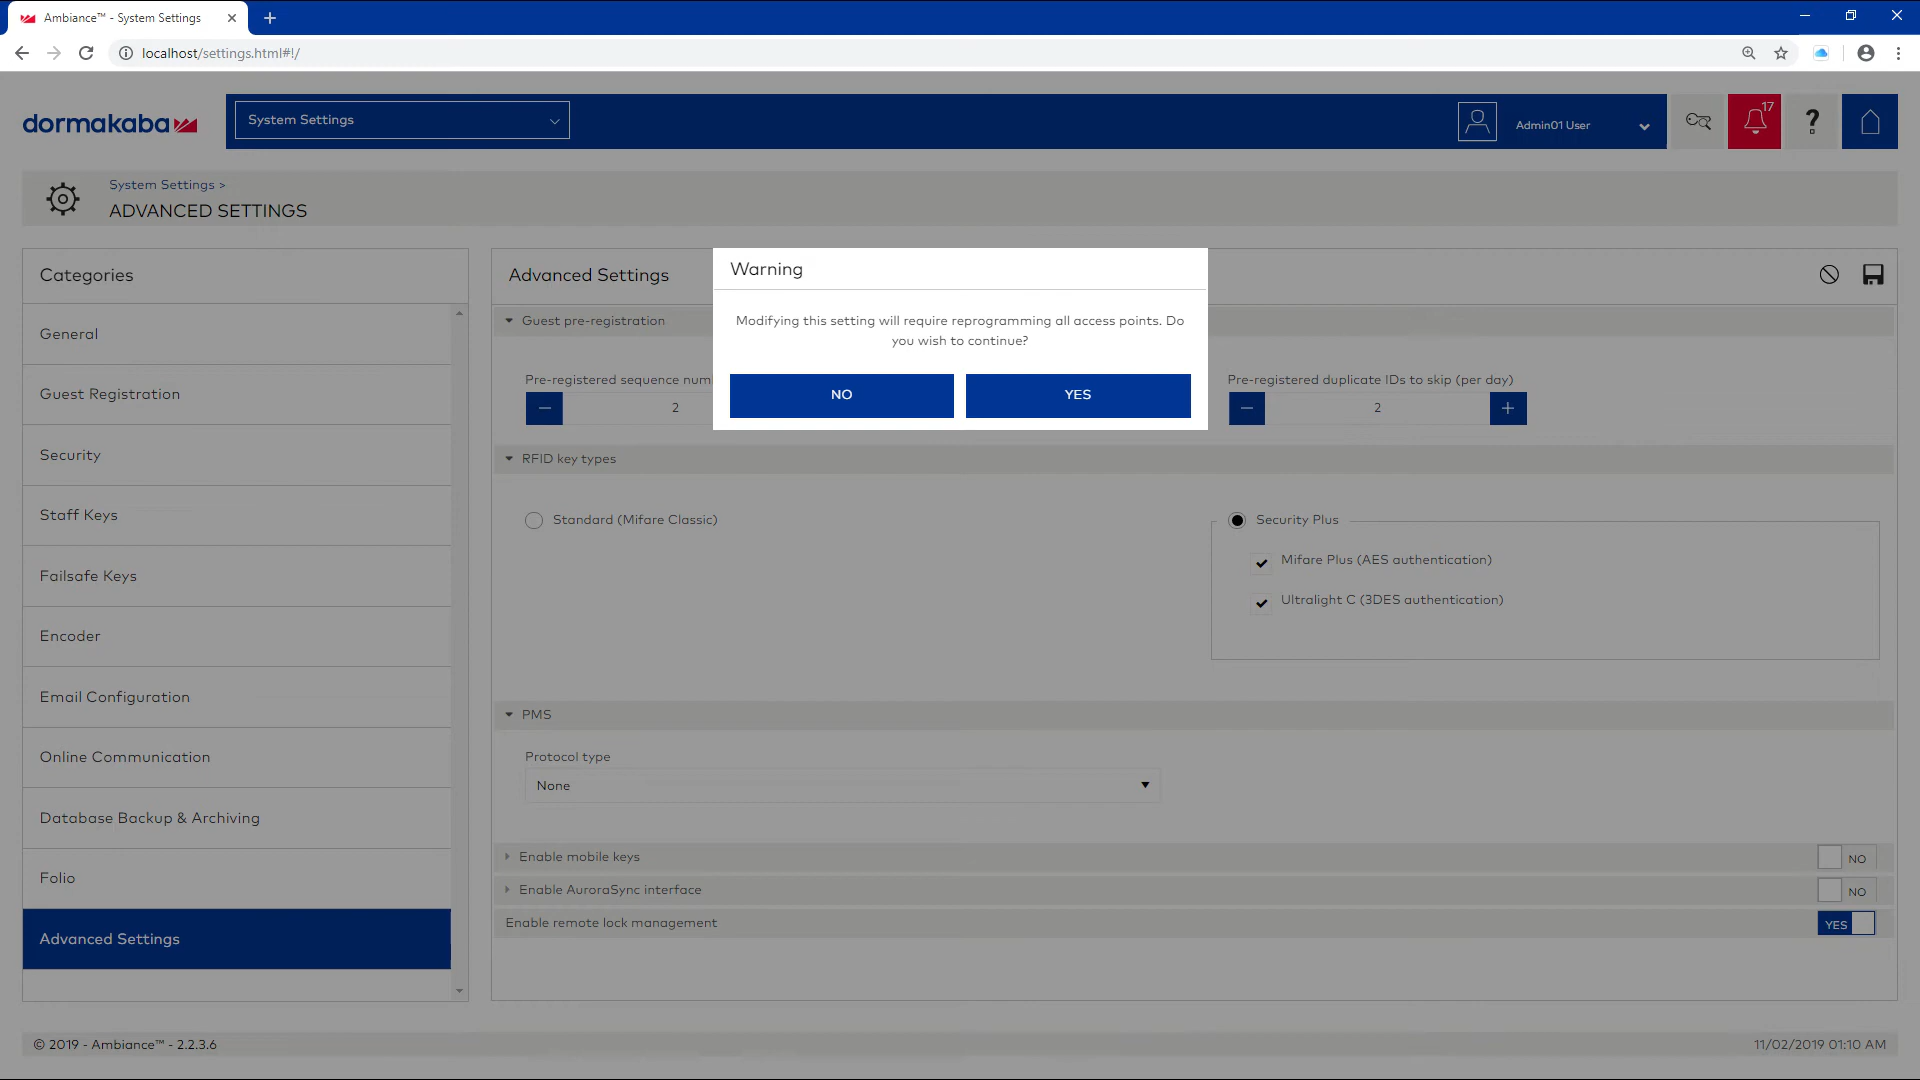 Ambiance™ - System Settings
localhost/settings.html#!/
dormakaba
System Settings
Admin01 User
17
?
System Settings >
ADVANCED SETTINGS
Categories
General
Guest Registration
Security
Staff Keys
Failsafe Keys
Encoder
Email Configuration
Online Communication
Database Backup & Archiving
Folio
Advanced Settings
Advanced Settings
Warning
Modifying this setting will require reprogramming all access points. Do
you wish to continue?
NO
YES
Guest pre-registration
Pre-registered sequence num
2
Pre-registered duplicate IDs to skip (per day)
2
RFID key types
Standard (Mifare Classic)
Security Plus
Mifare Plus (AES authentication)
Ultralight C (3DES authentication)
PMS
Protocol type
None
Enable mobile keys
NO
Enable AuroraSync interface
NO
Enable remote lock management
YES
© 2019 - Ambiance™ - 2.2.3.6
11/02/2019 01:10 AM